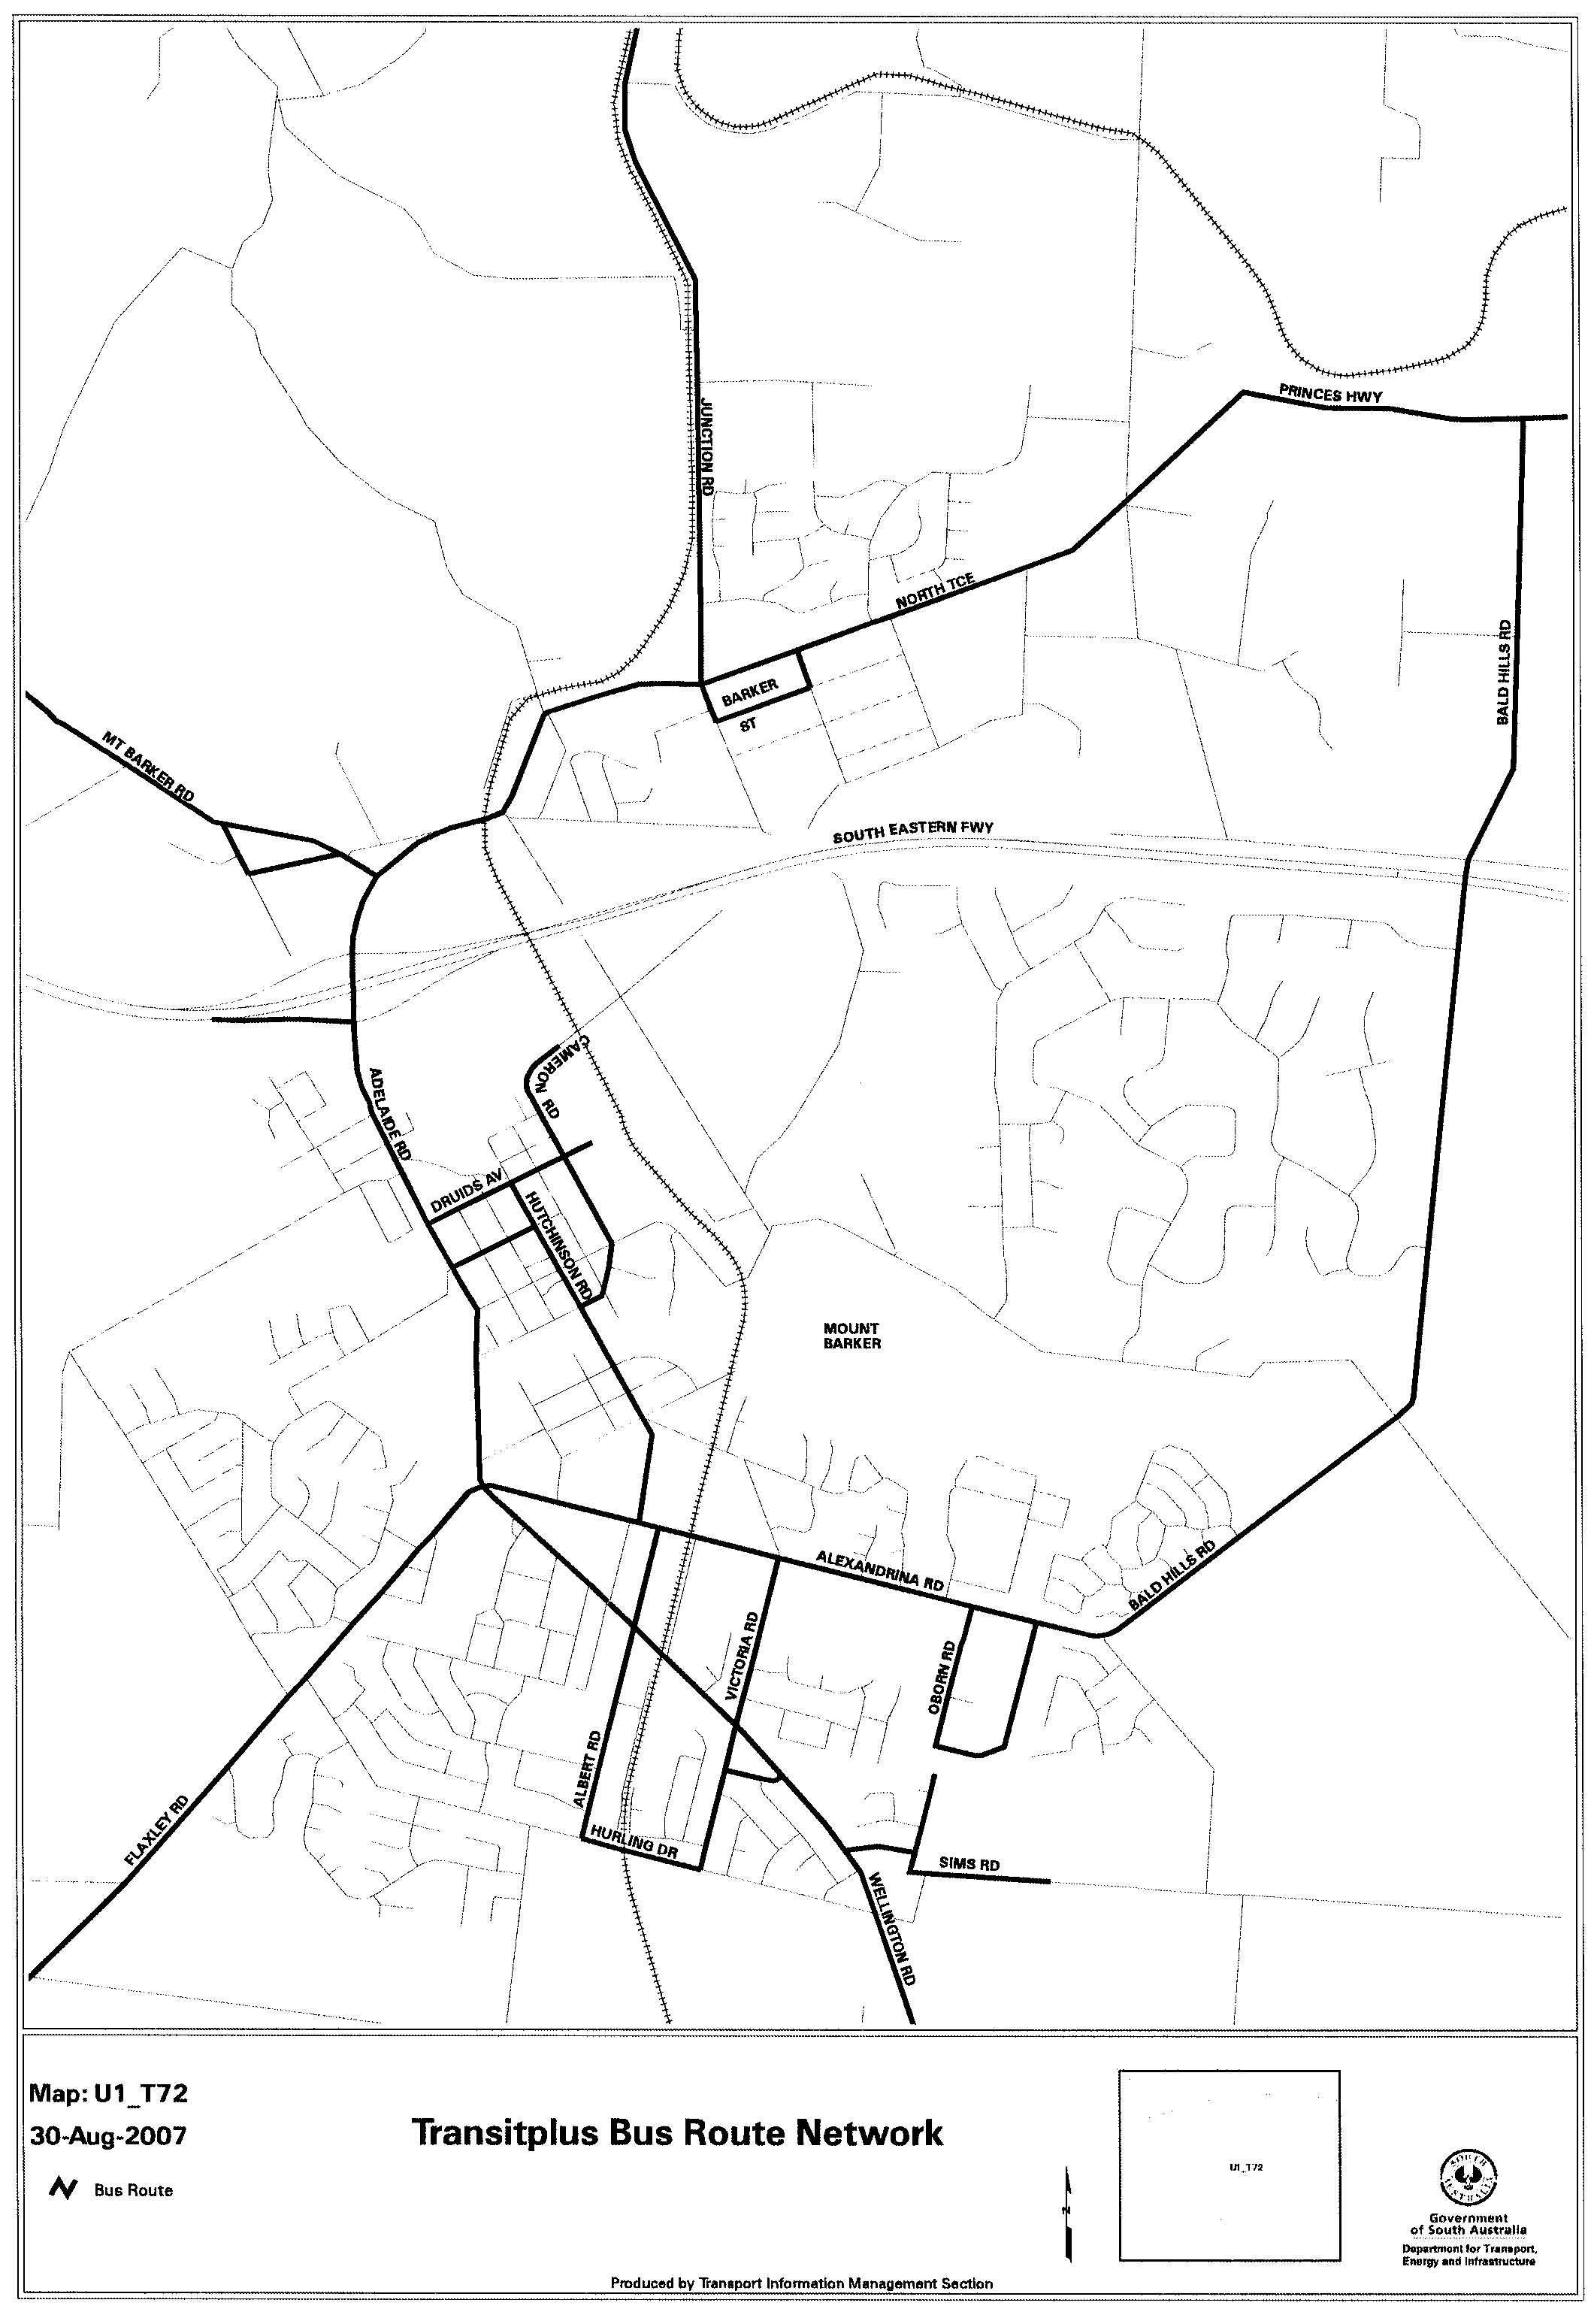 PRINCES HWY
JUNCTION RD
NORTH TCE
BALD HILLS RD
BARKER
ST
MT BARKER RD
SOUTH EASTERN FWY
CAMERON RD
ADELAIDE RD
DRUIDS AV
HUTCHINSON RD
MOUNT
BARKER
ALEXANDRINA RD
BALD HILLS RD
VICTORIA RD
OBORN RD
ALBERT RD
FLAXLEY RD
HURLING DR
SIMS RD
WELLINGTON RD
Map: U1_T72
30-Aug-2007
Bus Route
Transitplus Bus Route Network
N
U1_T72
SOUTH
AUSTRALIA
Government
of South Australia
Department for Transport,
Energy and Infrastructure
Produced by Transport Information Management Section